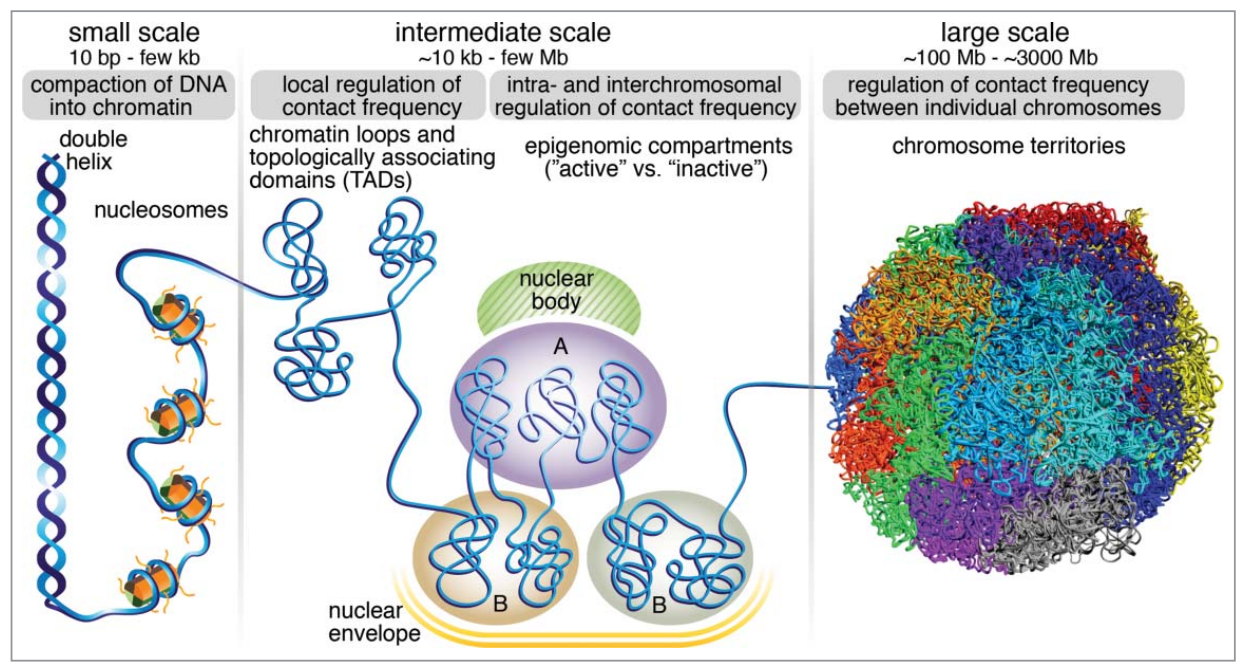 small scale
10 bp - few kb
compaction of DNA
into chromatin
double
helix
nucleosomes
intermediate scale
~10 kb - few Mb
local regulation of
contact frequency
chromatin loops and
topologically associating
domains (TADs)
intra- and interchromosomal
regulation of contact frequency
epigenomic compartments
("active" vs. “inactive”)
nuclear
body
A
B
B
nuclear
envelope
large scale
~100 Mb - ~3000 Mb
regulation of contact frequency
between individual chromosomes
chromosome territories